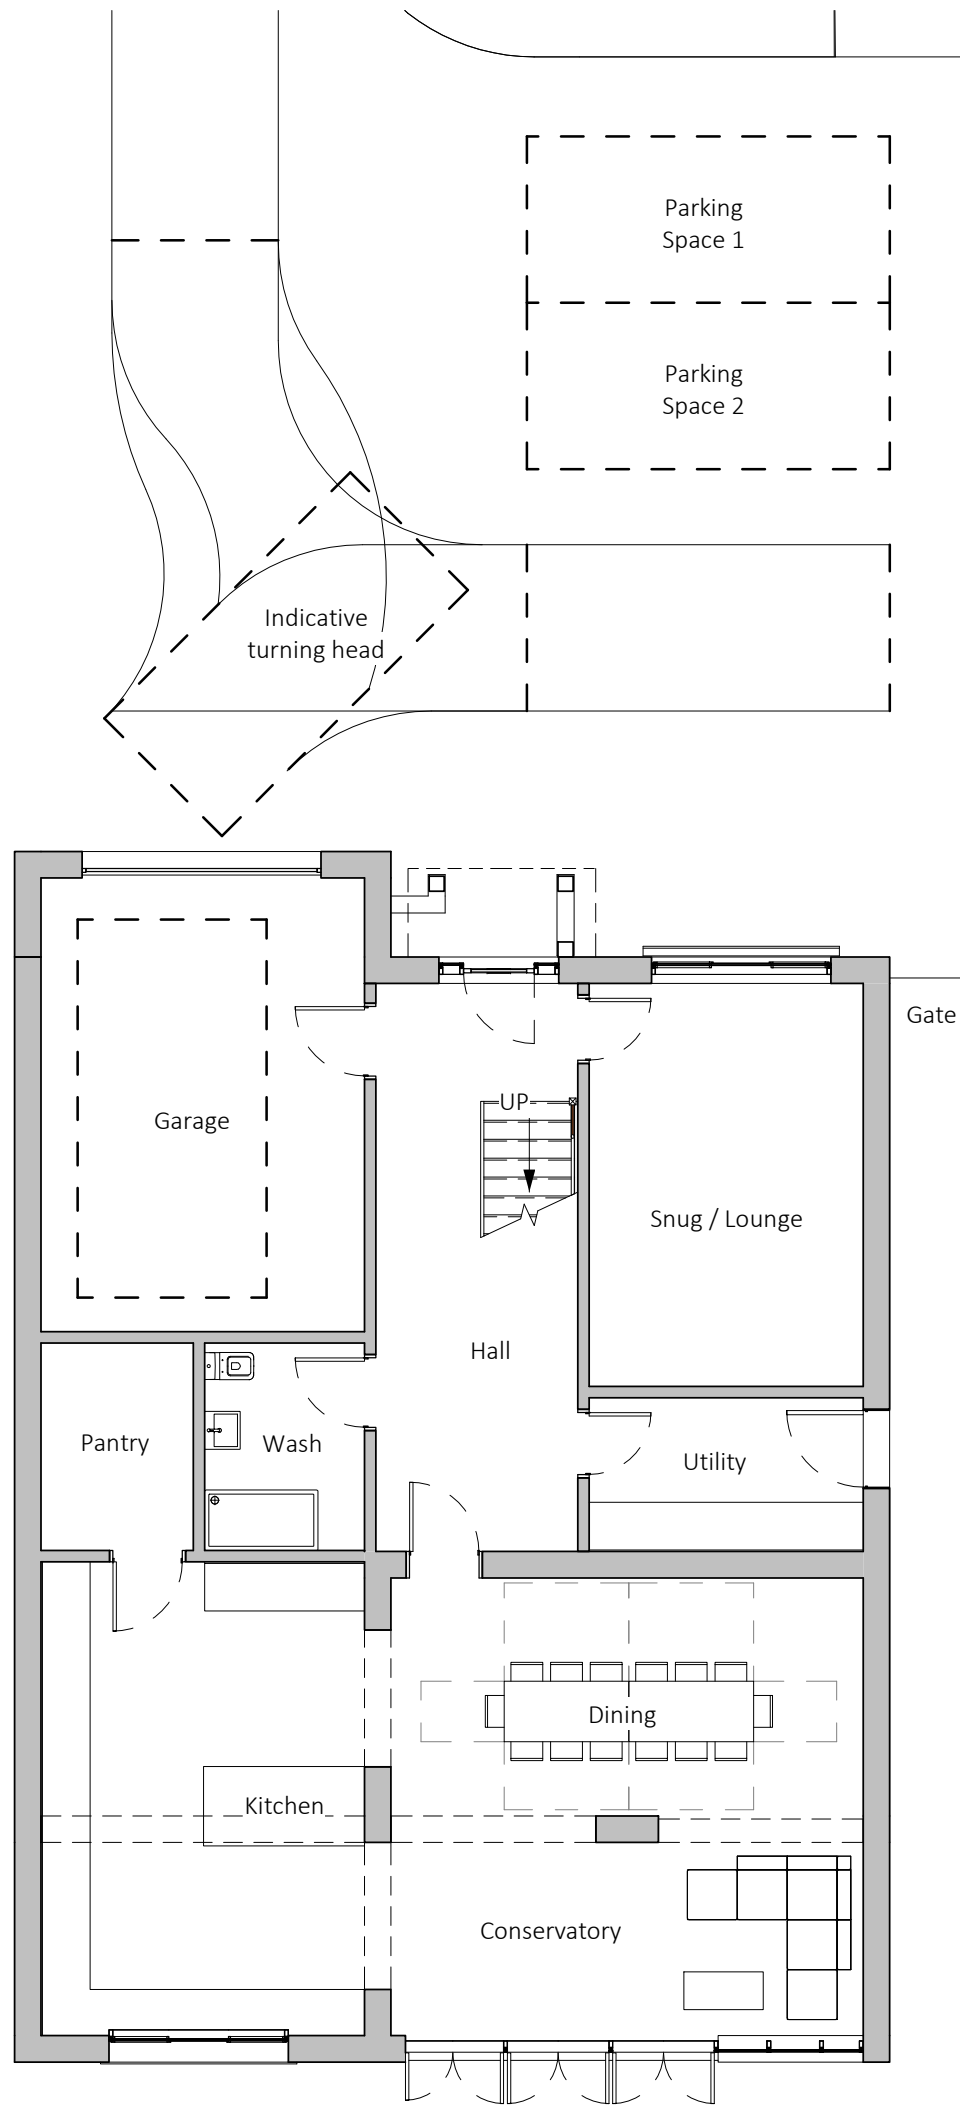 Parking
Space 1
Parking
Space 2
Indicative
turning head
Gate
UP
Garage
Snug / Lounge
Hall
Pantry
Wash
Utility
Dining
Kitchen
Conservatory